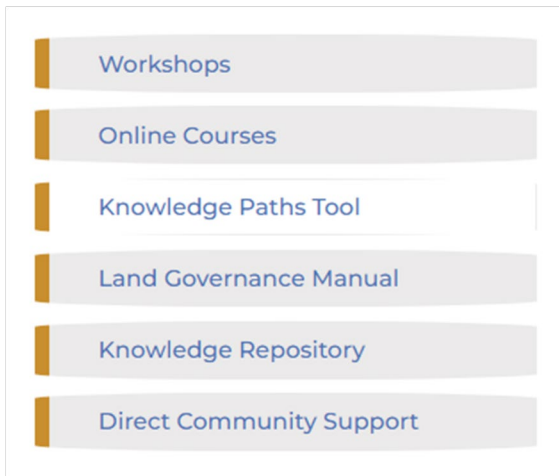 Workshops
Online Courses
Knowledge Paths Tool
Land Governance Manual
Knowledge Repository
Direct Community Support